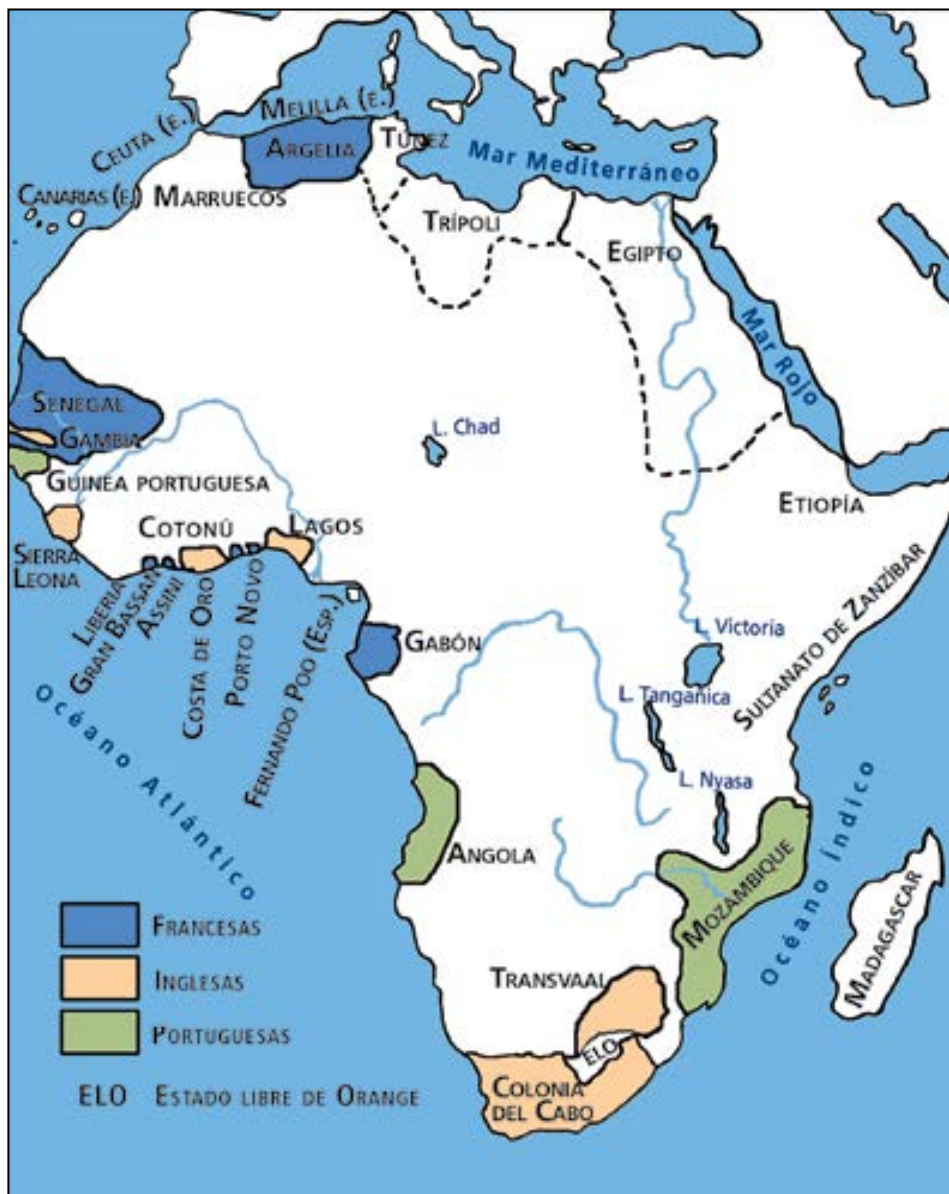 CEUTA (E.)
MELILLA (E.)
ARGELIA
TÚNEZ
Mar Mediterráneo
CANARIAS (E.)
MARRUECOS
TRÍPOLI
EGIPTO
Mar Rojo
SENEGAL
GAMBIA
L. Chad
GUINEA PORTUGUESA
ETIOPÍA
COTONÚ
LAGOS
SIERRA
LEONA
LIBERIA
GRAN BASSAN
ASSINI
COSTA DE ORO
PORTO NOVO
FERNANDO POO (ESP.)
GABÓN
L. Victoria
SULTANATO DE ZANZÍBAR
L. Tangañica
Océano Atlántico
L. Nyasa
ANGOLA
MOZAMBIQUE
Océano Índico
MADAGASCAR
FRANCESAS
INGLESAS
TRANSVAAL
PORTUGUESAS
ELO
COLONIA
DEL CABO
ELO ESTADO LIBRE DE ORANGE